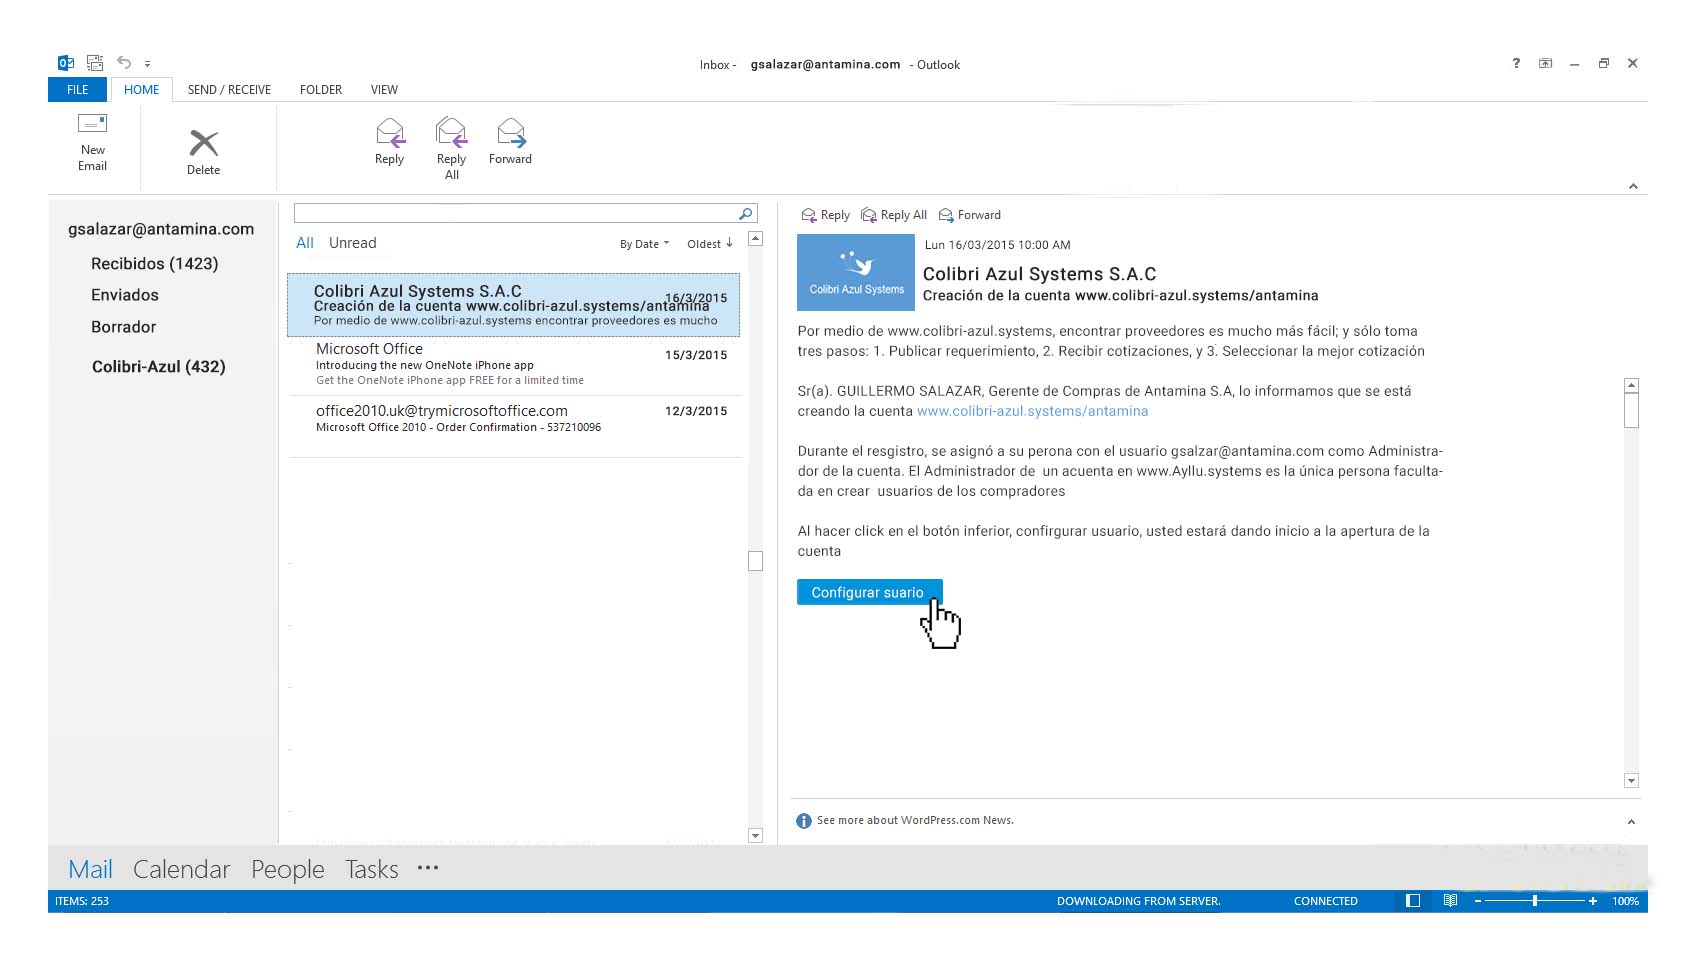 Inbox - gsalazar@antamina.com - Outlook
?
FILE HOME SEND / RECEIVE FOLDER VIEW
New
Email
Delete
Reply
Reply
All
Forward
gsalazar@antamina.com
Recibidos (1423)
Enviados
Borrador
Colibri-Azul (432)
All Unread
By Date Oldest
Colibri Azul Systems S.A.C
Creación de la cuenta www.colibri-azul.systems/antamina
16/3/2015
Por medio de www.colibri-azul.systems encontrar proveedores es mucho
Microsoft Office
15/3/2015
Introducing the new OneNote iPhone app
Get the OneNote iPhone app FREE for a limited time
office2010.uk@trymicrosoftoffice.com
12/3/2015
Microsoft Office 2010 - Order Confirmation - 537210096
Reply Reply All Forward
Colibri Azul Systems
Lun 16/03/2015 10:00 AM
Colibri Azul Systems S.A.C
Creación de la cuenta www.colibri-azul.systems/antamina
Por medio de www.colibri-azul.systems, encontrar proveedores es mucho más fácil; y sólo toma
tres pasos: 1. Publicar requerimiento, 2. Recibir cotizaciones, y 3. Seleccionar la mejor cotización
Sr(a). GUILLERMO SALAZAR, Gerente de Compras de Antamina S.A, lo informamos que se está
creando la cuenta www.colibri-azul.systems/antamina
Durante el resgistro, se asignó a su perona con el usuario gsalzar@antamina.com como Administra-
dor de la cuenta. El Administrador de un acuenta en www.Ayllu.systems es la única persona faculta-
da en crear usuarios de los compradores
Al hacer click en el botón inferior, confirgurar usuario, usted estará dando inicio a la apertura de la
cuenta
Configurar suario
See more about WordPress.com News.
Mail Calendar People Tasks ···
ITEMS: 253
DOWNLOADING FROM SERVER.
CONNECTED
- + 100%